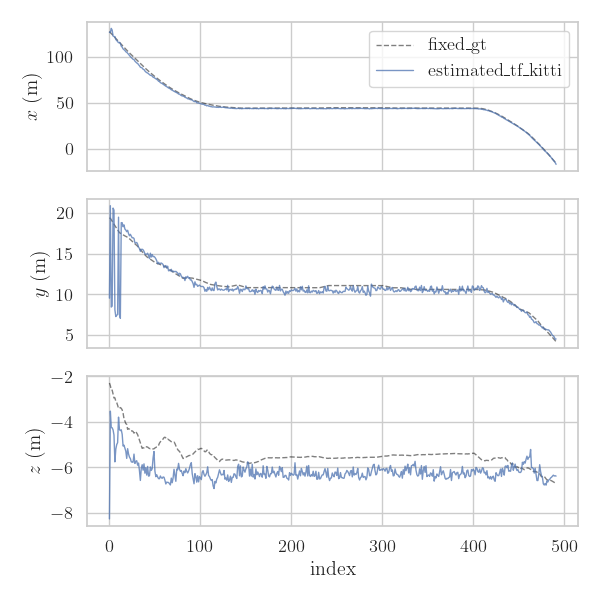 fixed_gt
estimated_tf_kitti
100
50
0
x (m)
20
15
10
5
y (m)
−2
−4
−6
−8
z (m)
0 100 200 300 400 500
index